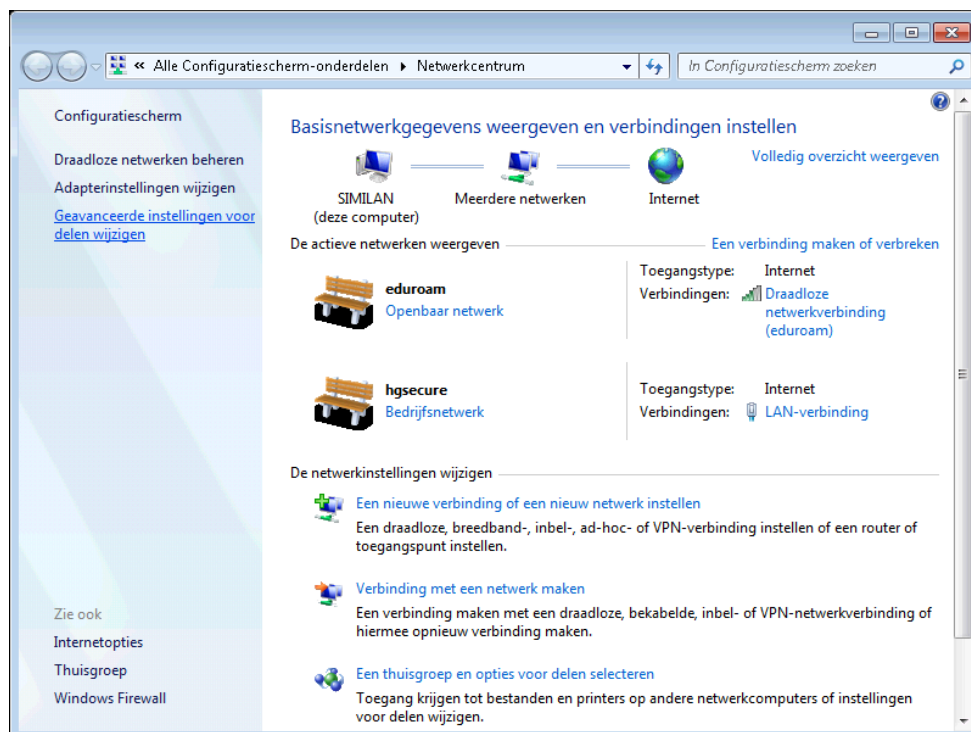 « Alle Configuratiescherm-onderdelen Netwerkcentrum
In Configuratiescherm zoeken
Configuratiescherm
Draadloze netwerken beheren
Adapterinstellingen wijzigen
Geavanceerde instellingen voor
delen wijzigen
Zie ook
Internetopties
Thuisgroep
Windows Firewall
Basisnetwerkgegevens weergeven en verbindingen instellen
Volledig overzicht weergeven
SIMILAN
(deze computer)
Meerdere netwerken
Internet
De actieve netwerken weergeven
Een verbinding maken of verbreken
eduroam
Openbaar netwerk
Toegangstype: Internet
Verbindingen: Draadloze
netwerkverbinding
(eduroam)
hgsecure
Bedrijfsnetwerk
Toegangstype: Internet
Verbindingen: LAN-verbinding
De netwerkinstellingen wijzigen
Een nieuwe verbinding of een nieuw netwerk instellen
Een draadloze, breedband-, inbel-, ad-hoc- of VPN-verbinding instellen of een router of
toegangspunt instellen.
Verbinding met een netwerk maken
Een verbinding maken met een draadloze, bekabelde, inbel- of VPN-netwerkverbinding of
hiermee opnieuw verbinding maken.
Een thuisgroep en opties voor delen selecteren
Toegang krijgen tot bestanden en printers op andere netwerkcomputers of instellingen
voor delen wijzigen.